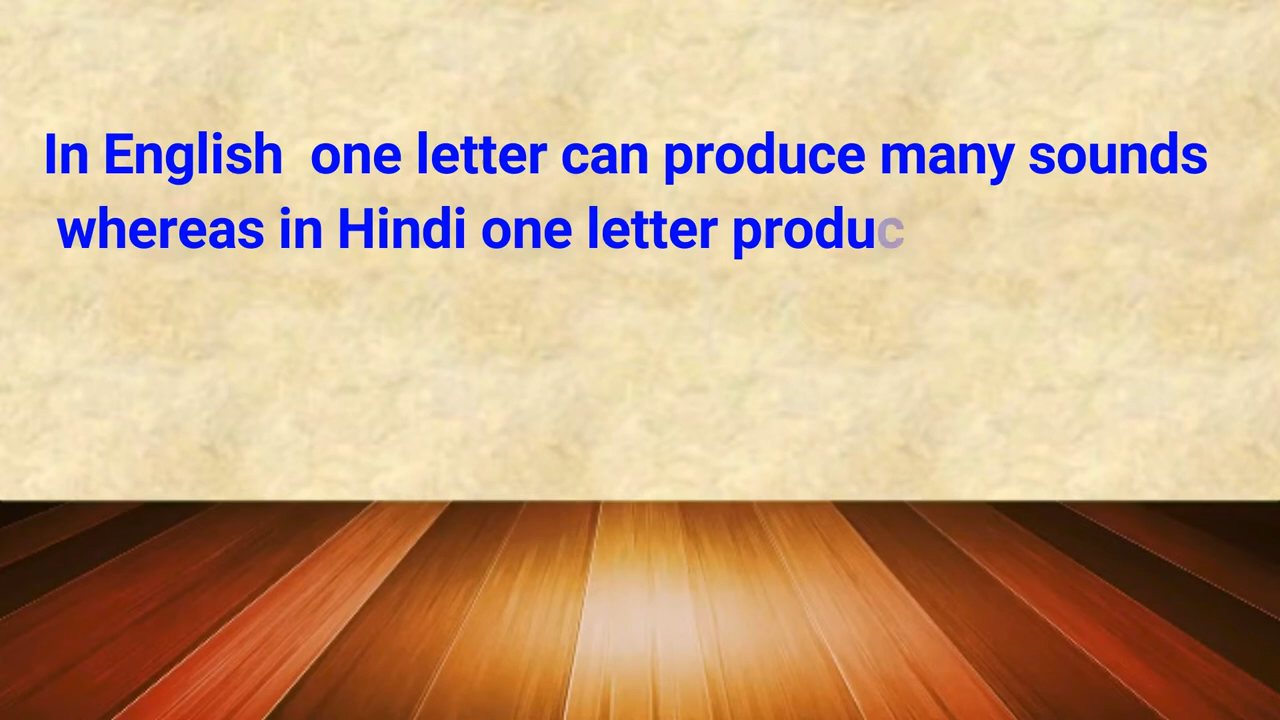 In English one letter can produce many sounds
whereas in Hindi one letter produc